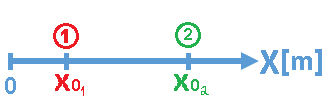 ① ②
X[m]
0 X₀₁ X₀₂